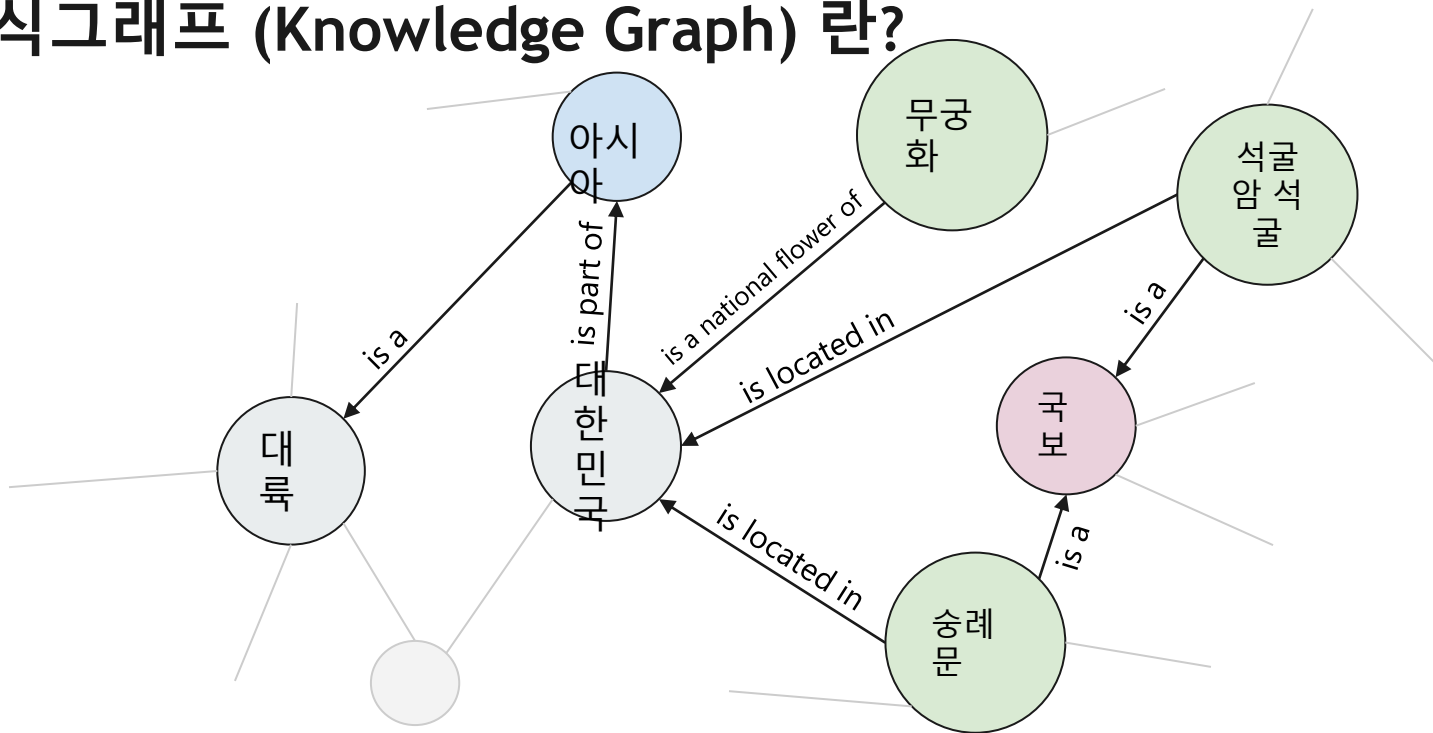 식그래프 (Knowledge Graph) 란?
아시
아
무궁
화
석굴
암 석
굴
is part of
is a national flower of
is located in
is a
is a
대
륙
대
한
민
국
국
보
is located in
is a
숭례
문